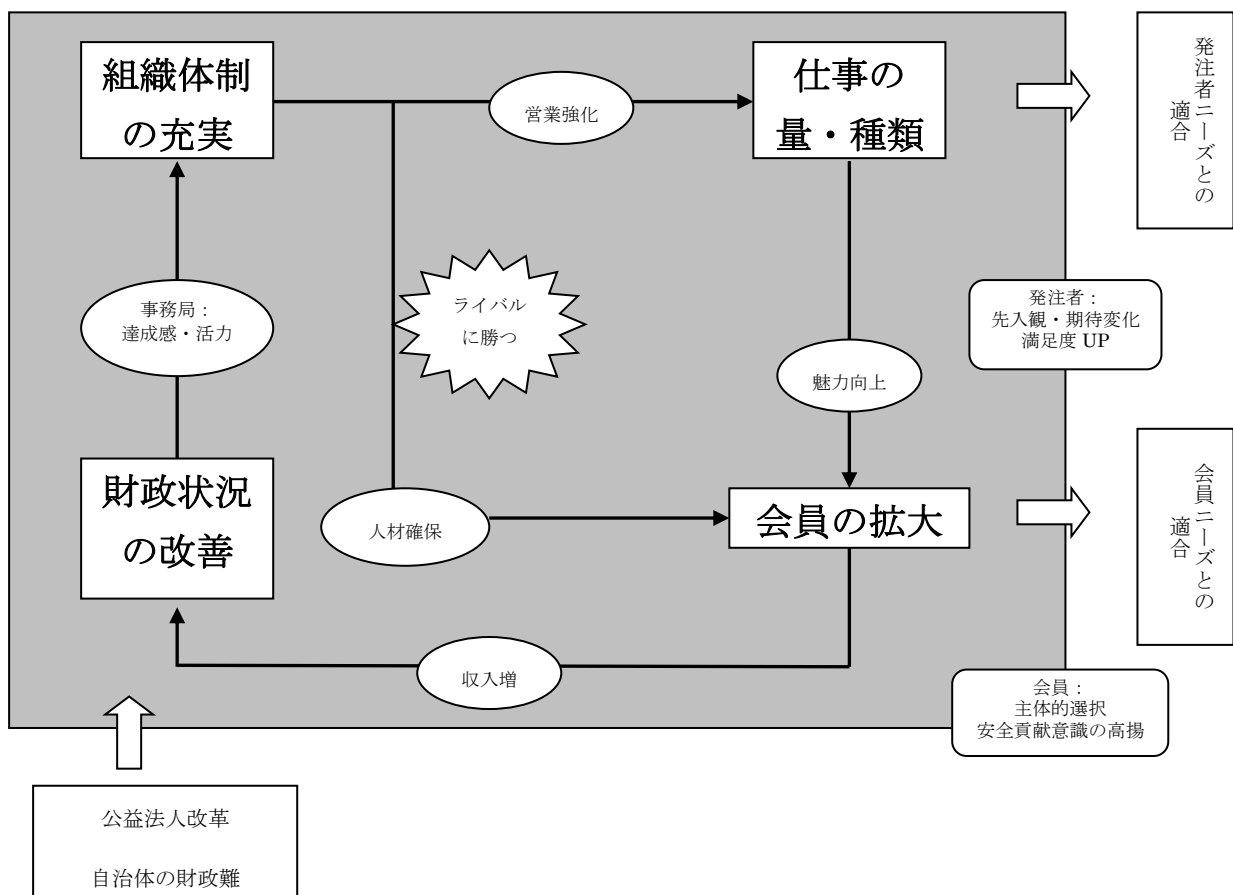 組織体制
の充実
営業強化
仕事の
量・種類
発注者ニーズとの
適合
事務局：
達成感・活力
ライバル
に勝つ
発注者：
先入観・期待変化
満足度 UP
魅力向上
財政状況
の改善
人材確保
会員の拡大
会員ニーズとの
適合
収入増
会員：
主体的選択
安全貢献意識の高揚
公益法人改革
自治体の財政難